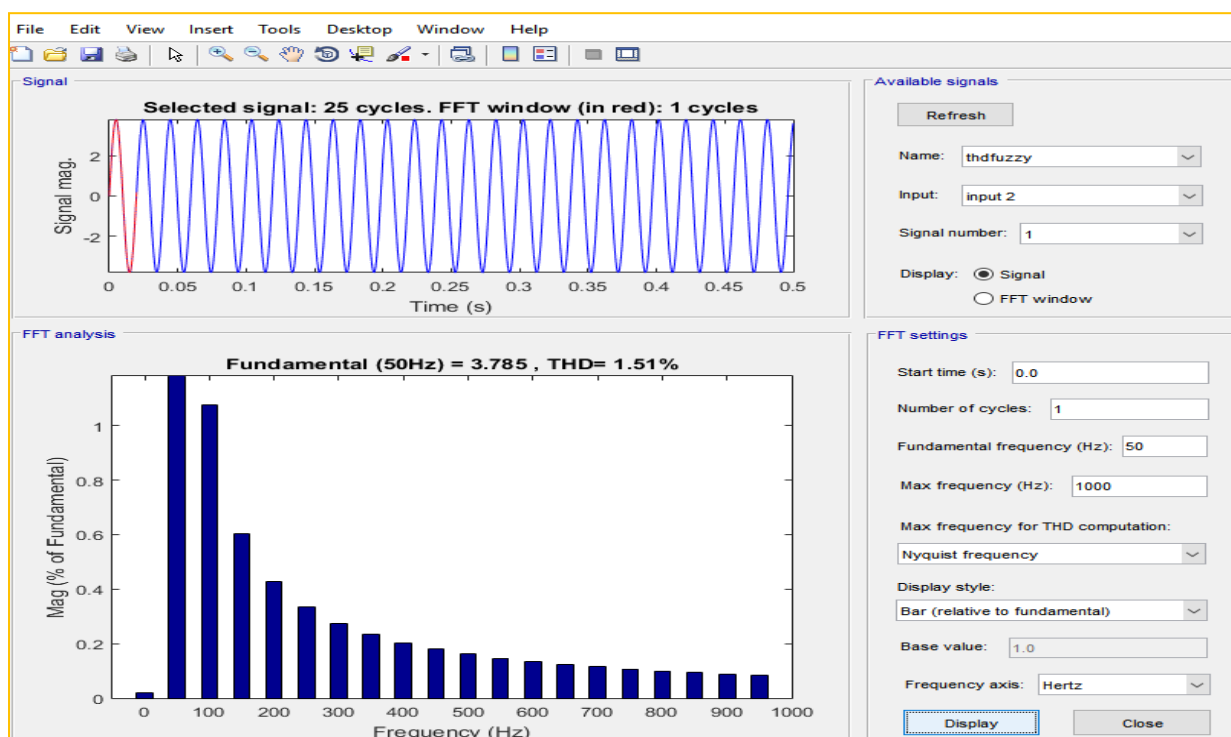 File Edit View Insert Tools Desktop Window Help
Signal
Selected signal: 25 cycles. FFT window (in red): 1 cycles
Signal mag.
2
0
-2
0 0.05 0.1 0.15 0.2 0.25 0.3 0.35 0.4 0.45 0.5
Time (s)
FFT analysis
Fundamental (50Hz) = 3.785 , THD= 1.51%
Mag (% of Fundamental)
1
0.8
0.6
0.4
0.2
0
0 100 200 300 400 500 600 700 800 900 1000
Frequency (Hz)
Available signals
Refresh
Name: thdfuzzy
Input: input 2
Signal number: 1
Display: Signal
FFT window
FFT settings
Start time (s): 0.0
Number of cycles: 1
Fundamental frequency (Hz): 50
Max frequency (Hz): 1000
Max frequency for THD computation:
Nyquist frequency
Display style:
Bar (relative to fundamental)
Base value: 1.0
Frequency axis: Hertz
Display Close